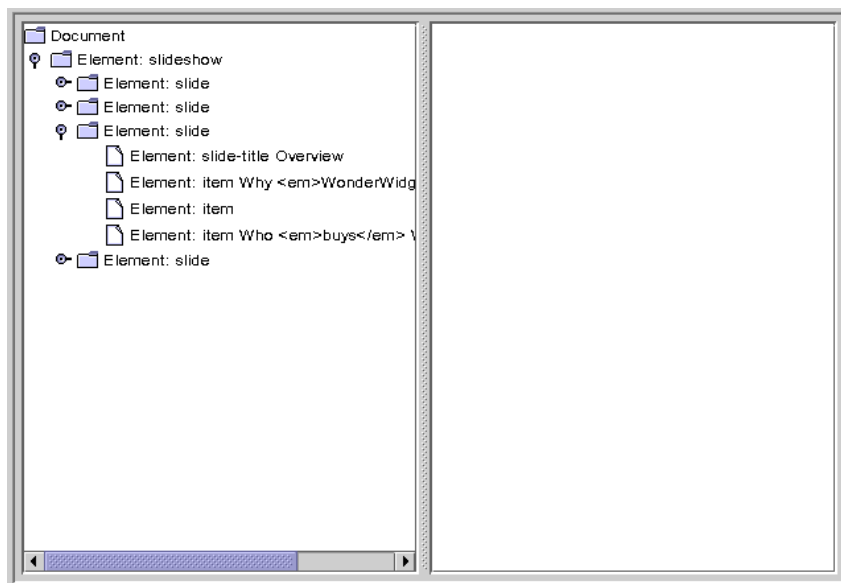 Document
Element: slideshow
Element: slide
Element: slide
Element: slide
Element: slide-title Overview
Element: item Why <em>WonderWidg
Element: item
Element: item Who <em>buys</em>
Element: slide